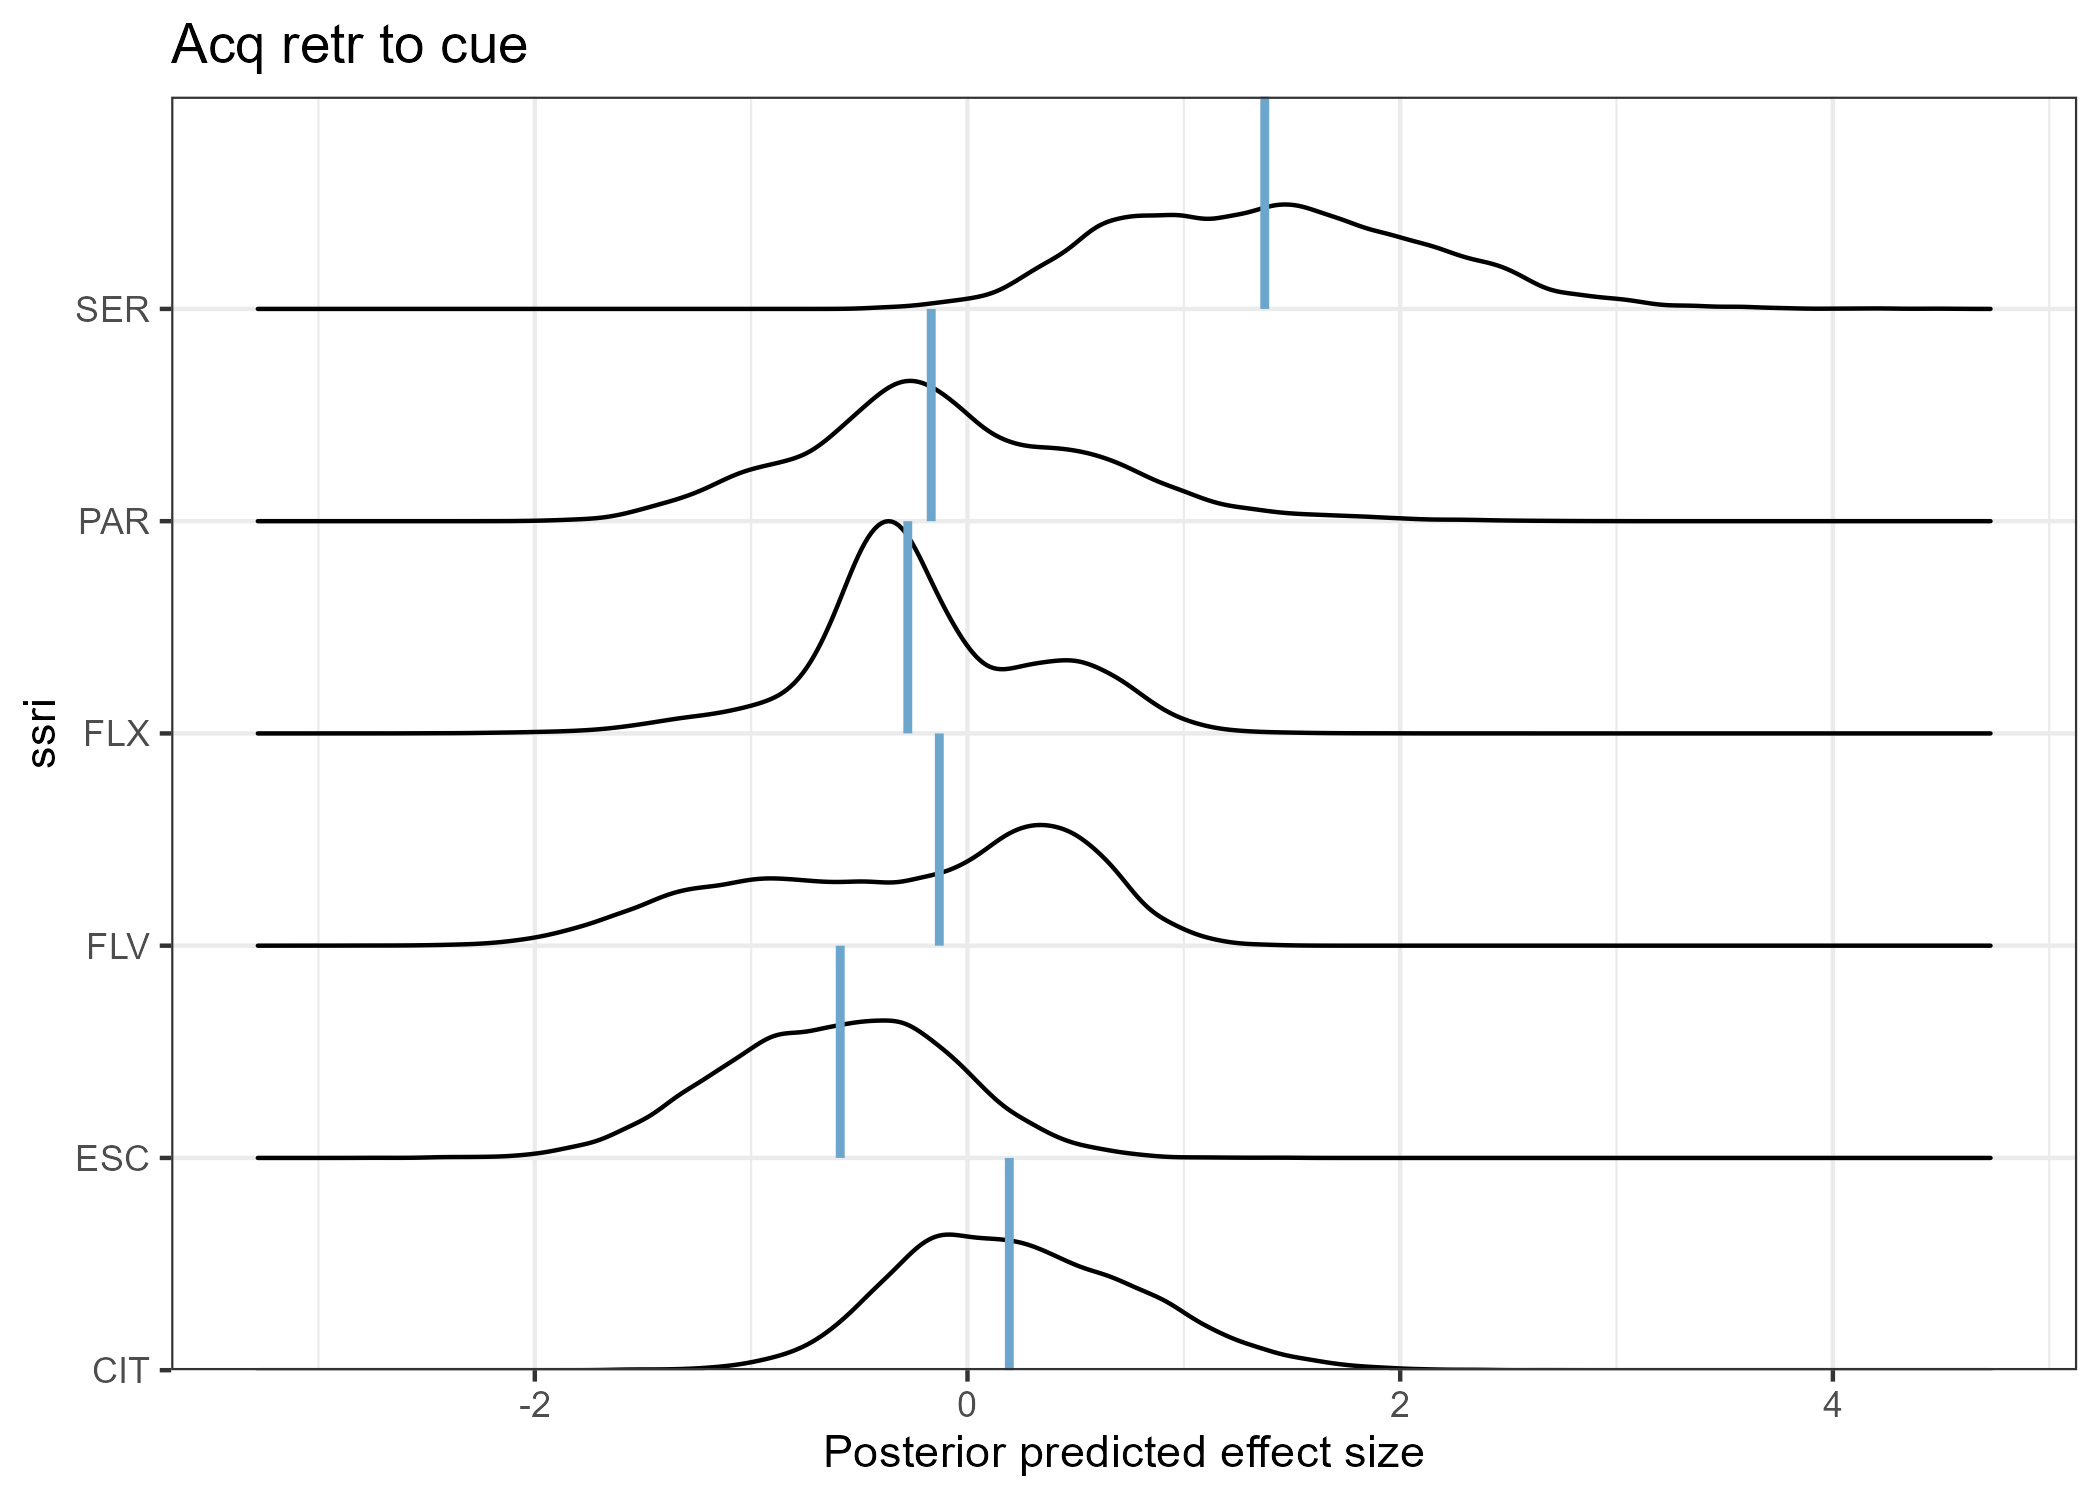 Acq retr to cue
SER
PAR
FLX
FLV
ESC
CIT
ssri
-2 0 2 4
Posterior predicted effect size